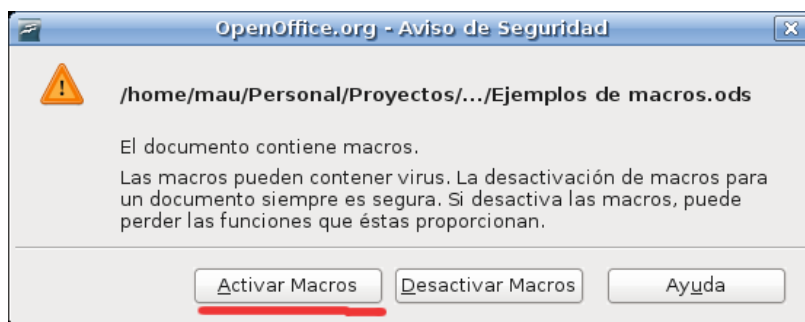 OpenOffice.org - Aviso de Seguridad
/home/mau/Personal/Proyectos/.../Ejemplos de macros.ods
El documento contiene macros.
Las macros pueden contener virus. La desactivación de macros para
un documento siempre es segura. Si desactiva las macros, puede
perder las funciones que éstas proporcionan.
Activar Macros
Desactivar Macros
Ayuda